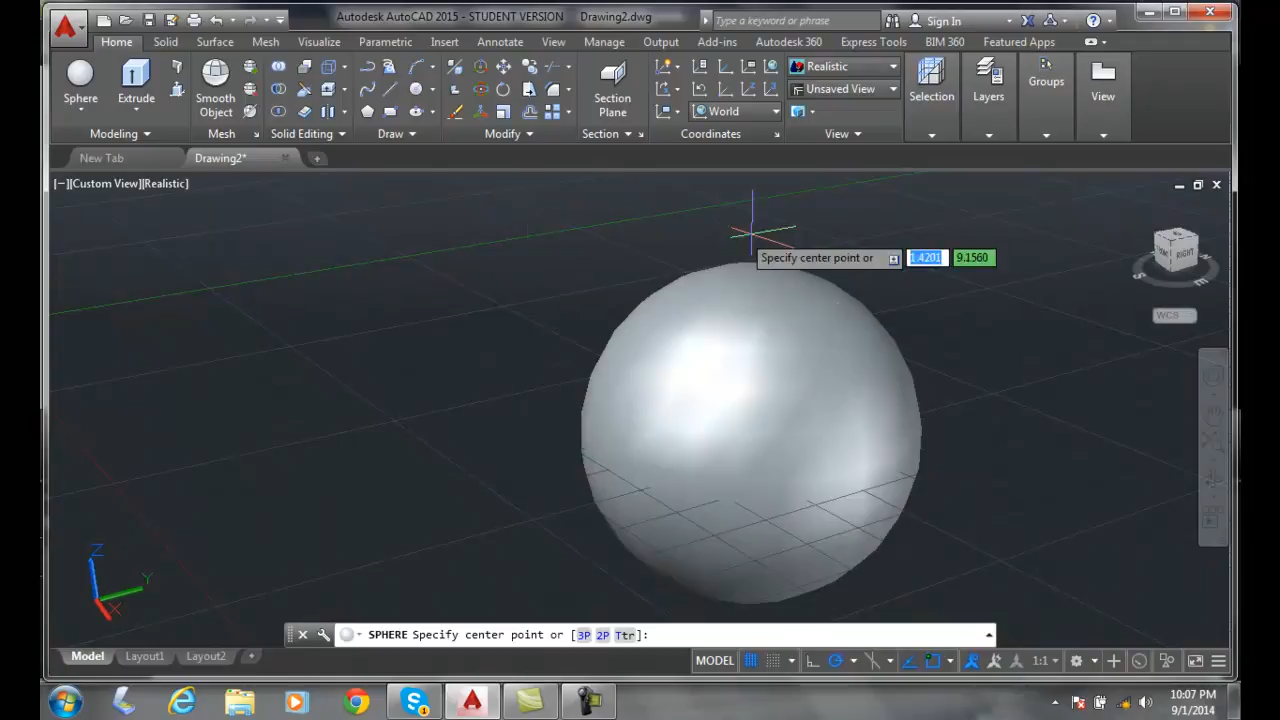 Autodesk AutoCAD 2015 - STUDENT VERSION Drawing2.dwg Type a keyword or phrase Sign In
Home Solid Surface Mesh Visualize Parametric Insert Annotate View Manage Output Add-ins Autodesk 360 Express Tools BIM 360 Featured Apps
Realistic
Unsaved View
World
Sphere Extrude Smooth Object Section Plane Selection Layers Groups View
Modeling Mesh Solid Editing Draw Modify Section Coordinates View
New Tab Drawing2*
[−][Custom View][Realistic]
Specify center point or 1.4201 9.1560
RIGHT
WCS
Z
Y
X
SPHERE Specify center point or [3P 2P Ttr]:
Model Layout1 Layout2 MODEL 1:1
10:07 PM
9/1/2014